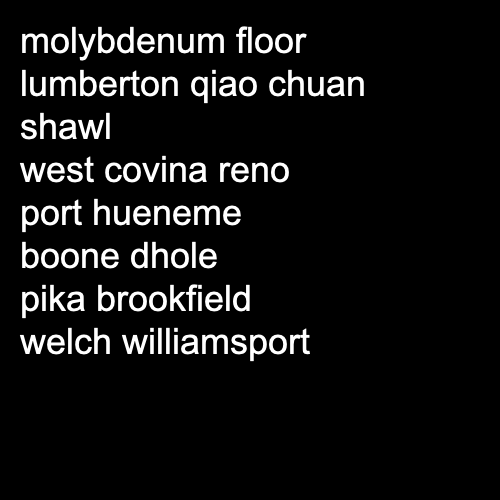 molybdenum floor
lumberton qiao chuan
shawl
west covina reno
port hueneme
boone dhole
pika brookfield
welch williamsport